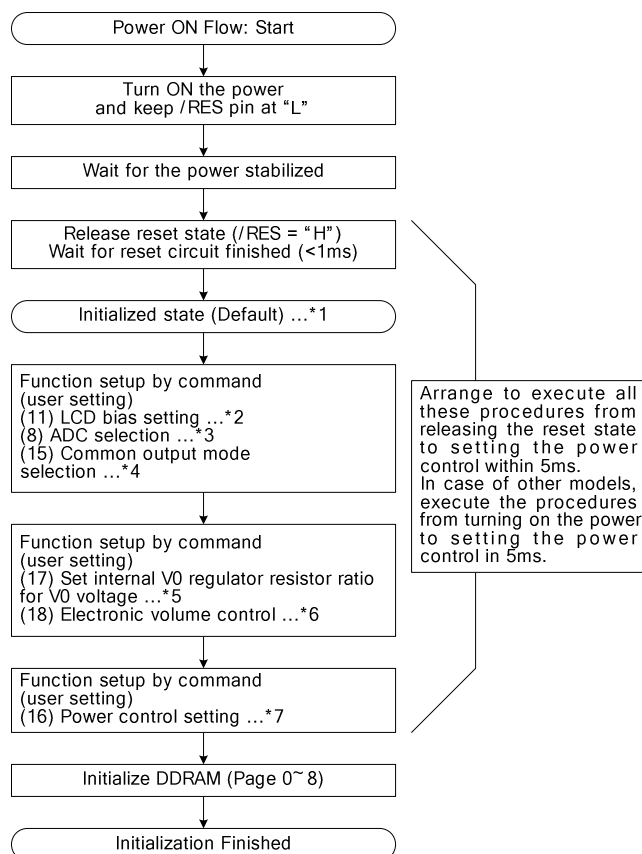 Power ON Flow: Start
Turn ON the power
and keep /RES pin at “L”
Wait for the power stabilized
Release reset state (/RES = “H”)
Wait for reset circuit finished (<1ms)
Initialized state (Default) ...*1
Function setup by command
(user setting)
(11) LCD bias setting ...*2
(8) ADC selection ...*3
(15) Common output mode
selection ...*4
Function setup by command
(user setting)
(17) Set internal V0 regulator resistor ratio
for V0 voltage ...*5
(18) Electronic volume control ...*6
Function setup by command
(user setting)
(16) Power control setting ...*7
Initialize DDRAM (Page 0~8)
Initialization Finished
Arrange to execute all
these procedures from
releasing the reset state
to setting the power
control within 5ms.
In case of other models,
execute the procedures
from turning on the power
to setting the power
control in 5ms.